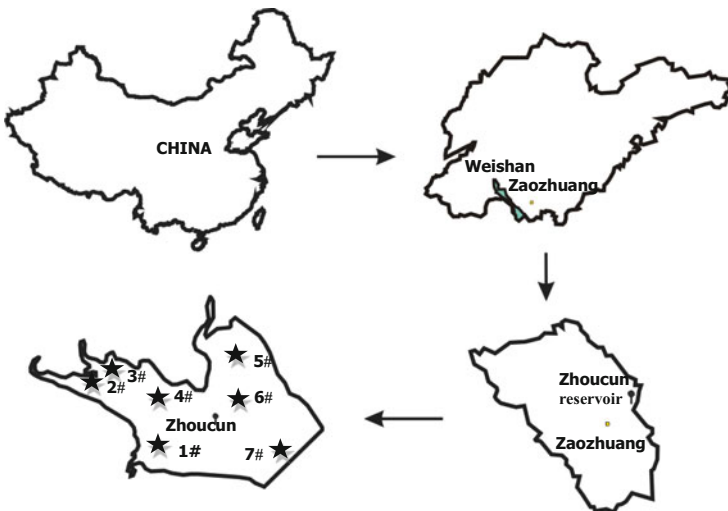 CHINA
Weishan
Zaozhuang
Zhoucun
reservoir
Zaozhuang
5#
3#
2#
4#
6#
Zhoucun
1#
7#